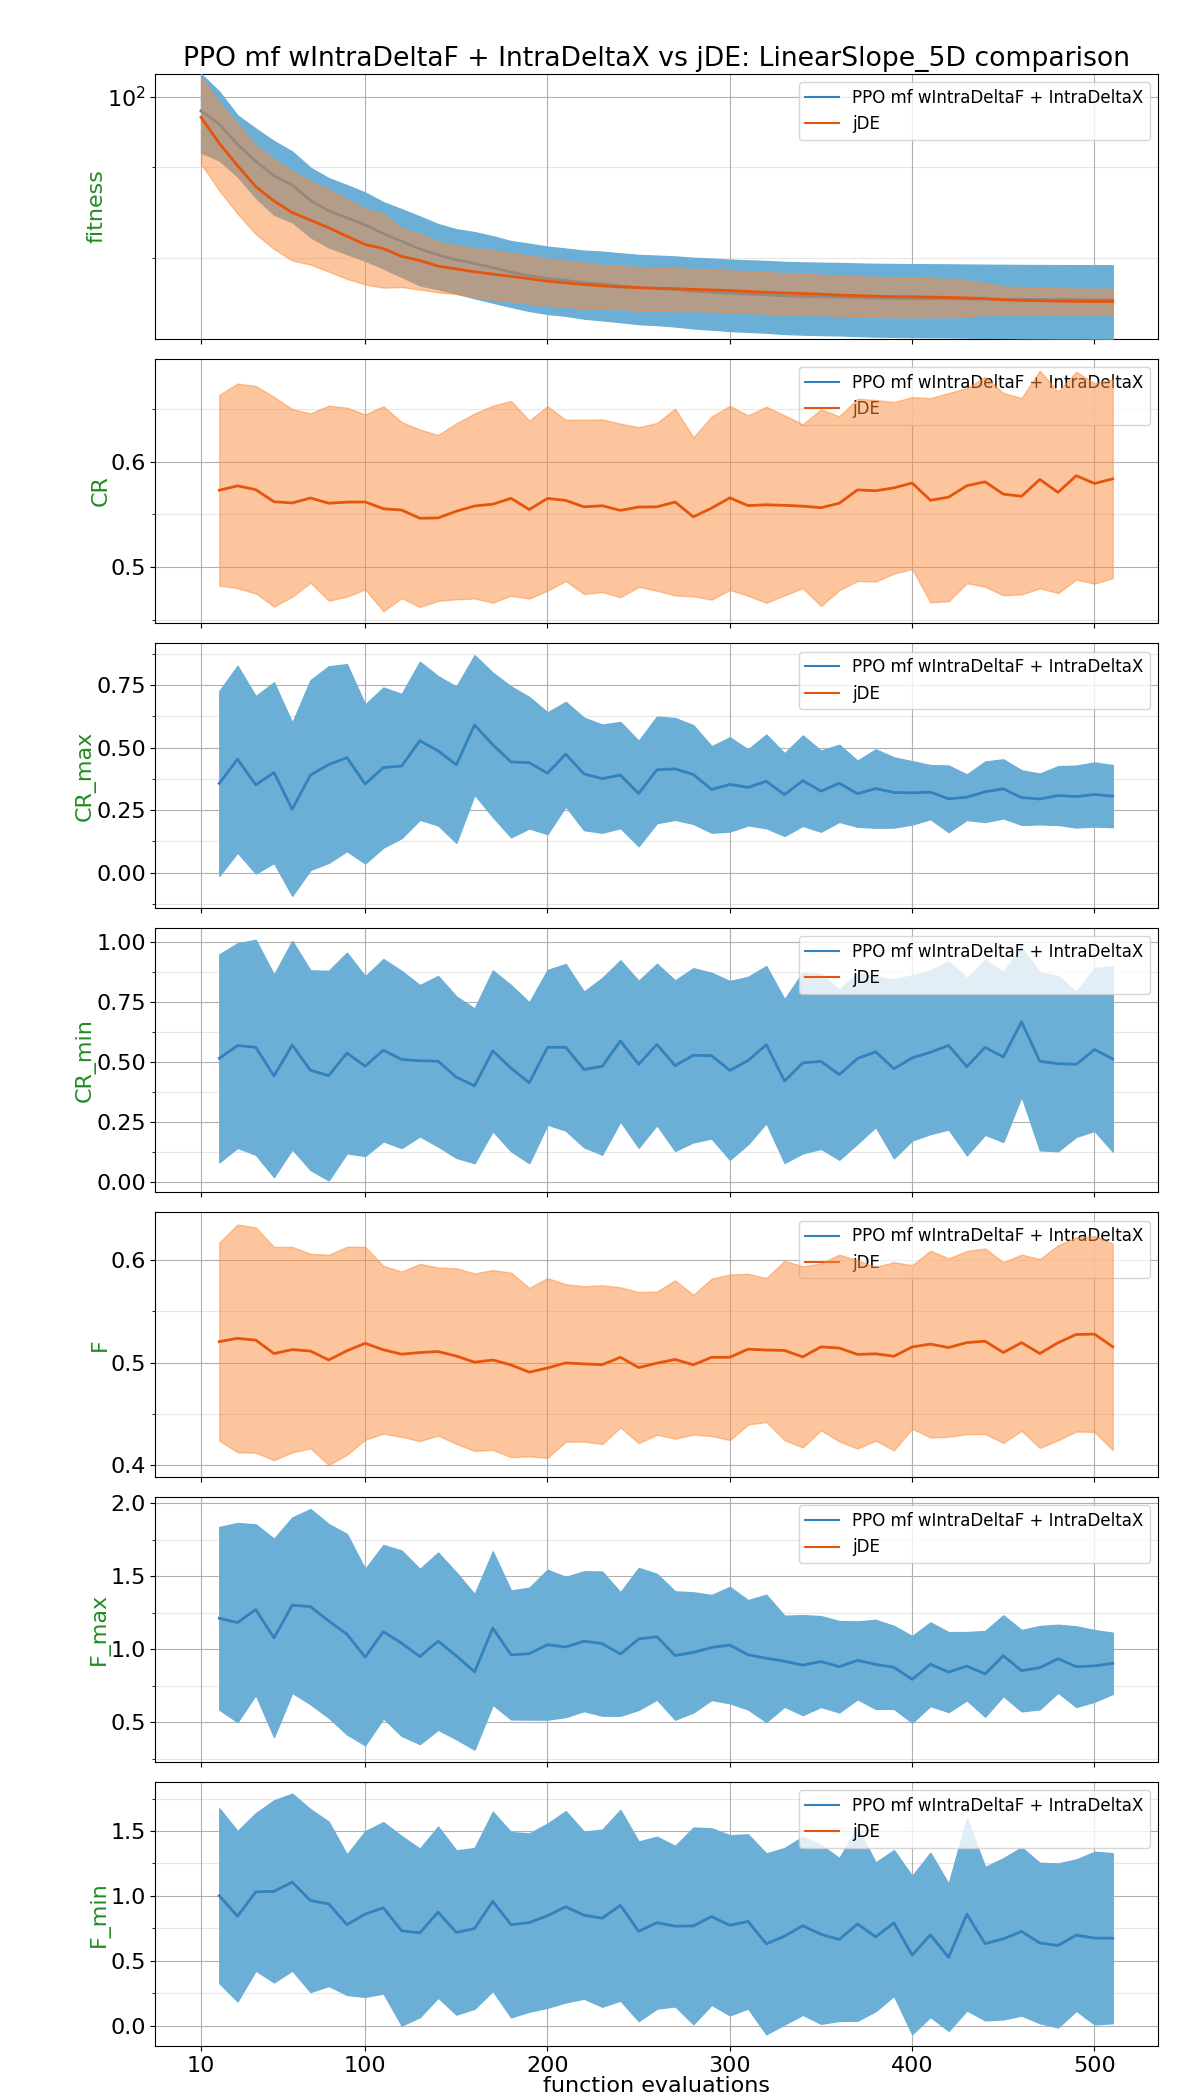 PPO mf wIntraDeltaF + IntraDeltaX vs jDE: LinearSlope_5D comparison
10²
fitness
PPO mf wIntraDeltaF + IntraDeltaX
jDE
0.6
0.5
CR
PPO mf wIntraDeltaF + IntraDeltaX
jDE
0.75
0.50
0.25
0.00
CR_max
PPO mf wIntraDeltaF + IntraDeltaX
jDE
1.00
0.75
0.50
0.25
0.00
CR_min
PPO mf wIntraDeltaF + IntraDeltaX
jDE
0.6
0.5
0.4
F
PPO mf wIntraDeltaF + IntraDeltaX
jDE
2.0
1.5
1.0
0.5
F_max
PPO mf wIntraDeltaF + IntraDeltaX
jDE
1.5
1.0
0.5
0.0
F_min
PPO mf wIntraDeltaF + IntraDeltaX
jDE
10 100 200 300 400 500
function evaluations